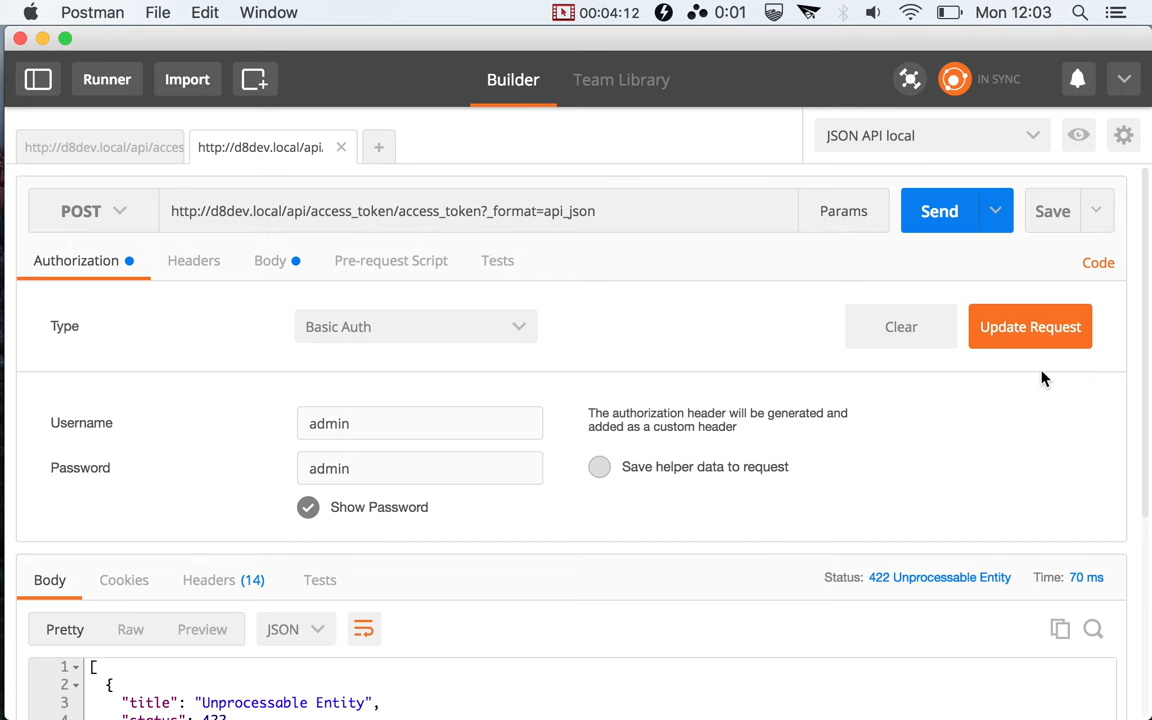 Postman File Edit Window 00:04:12 0:01 Mon 12:03
Runner Import Builder Team Library IN SYNC
http://d8dev.local/api/acces http://d8dev.local/api. + JSON API local
POST http://d8dev.local/api/access_token/access_token?_format=api_json Params Send Save
Authorization Headers Body Pre-request Script Tests Code
Type Basic Auth Clear Update Request
Username admin The authorization header will be generated and
added as a custom header
Password admin Save helper data to request
Show Password
Body Cookies Headers (14) Tests Status: 422 Unprocessable Entity Time: 70 ms
Pretty Raw Preview JSON
1 [
2 {
3 "title": "Unprocessable Entity",
4 "status": 422,